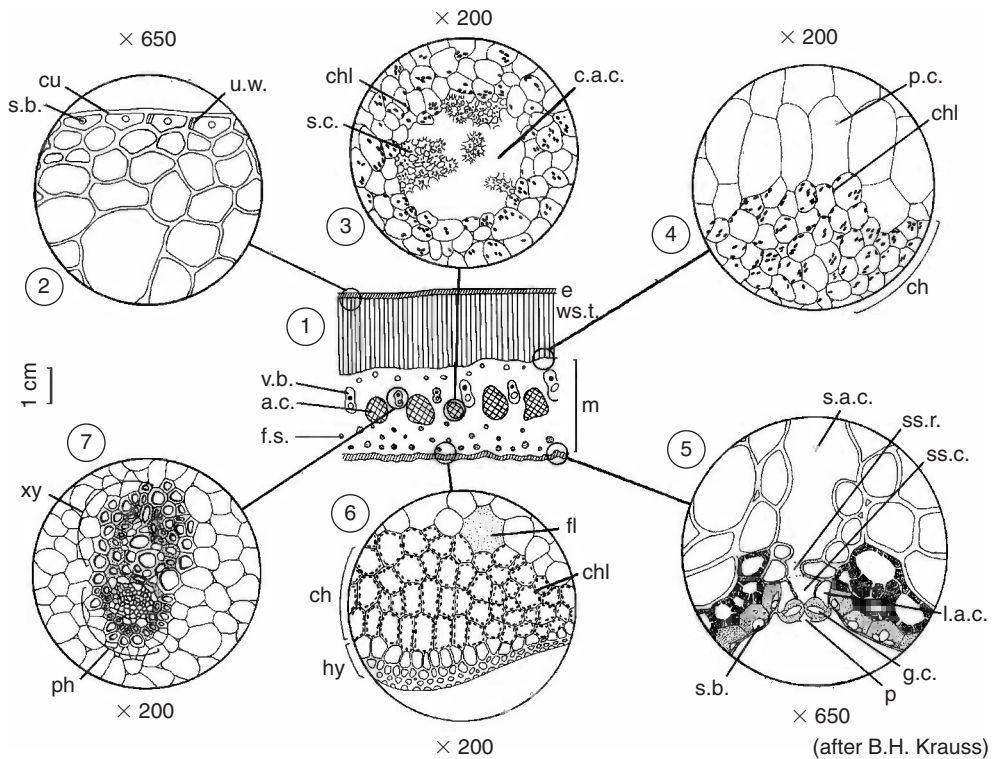 × 200
× 650
× 200
cu
u.w.
s.b.
chl
c.a.c.
s.c.
p.c.
chl
2
3
4
ch
1
e
ws.t.
1 cm
v.b.
a.c.
f.s.
m
7
xy
ph
× 200
6
fl
chl
ch
hy
× 200
5
s.a.c.
ss.r.
ss.c.
l.a.c.
g.c.
p
s.b.
× 650
(after B.H. Krauss)